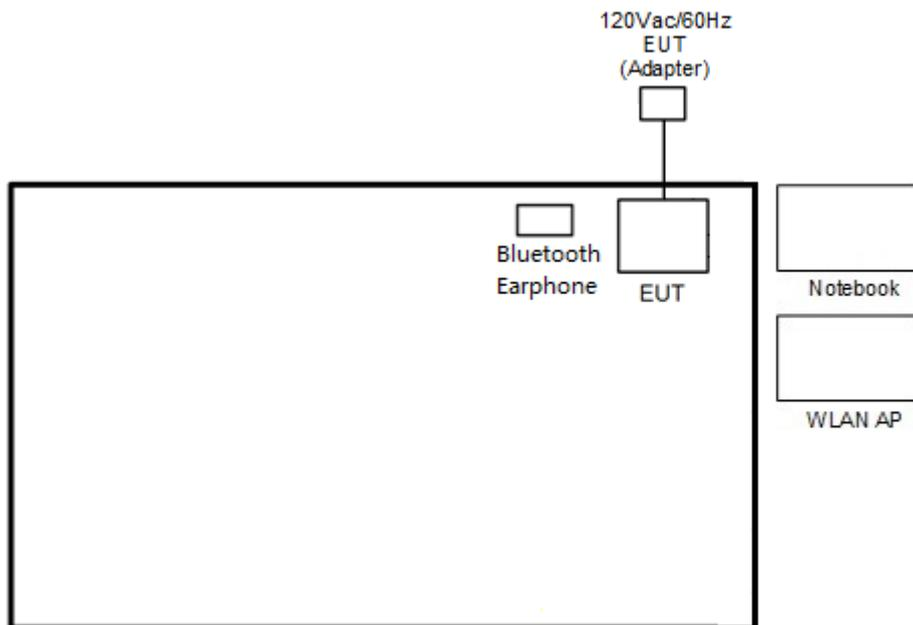 120Vac/60Hz
EUT
(Adapter)
Bluetooth
Earphone
EUT
Notebook
WLAN AP